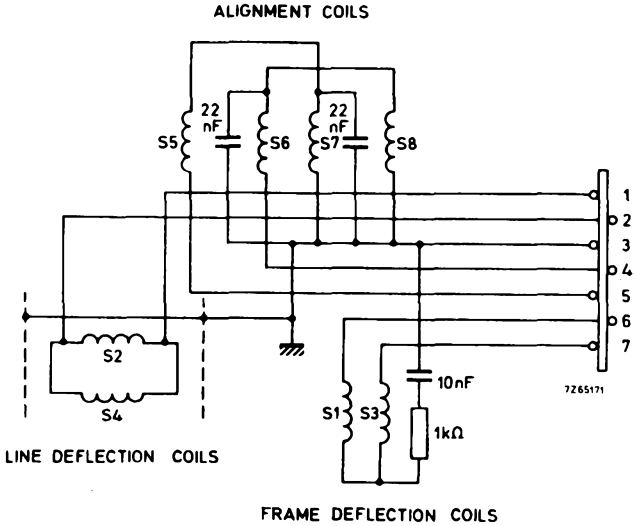 ALIGNMENT COILS
22
nF
22
nF
S5
S6
S7
S8
1
2
3
4
5
6
7
S2
S4
10nF
7Z65171
S1
S3
1kΩ
LINE DEFLECTION COILS
FRAME DEFLECTION COILS